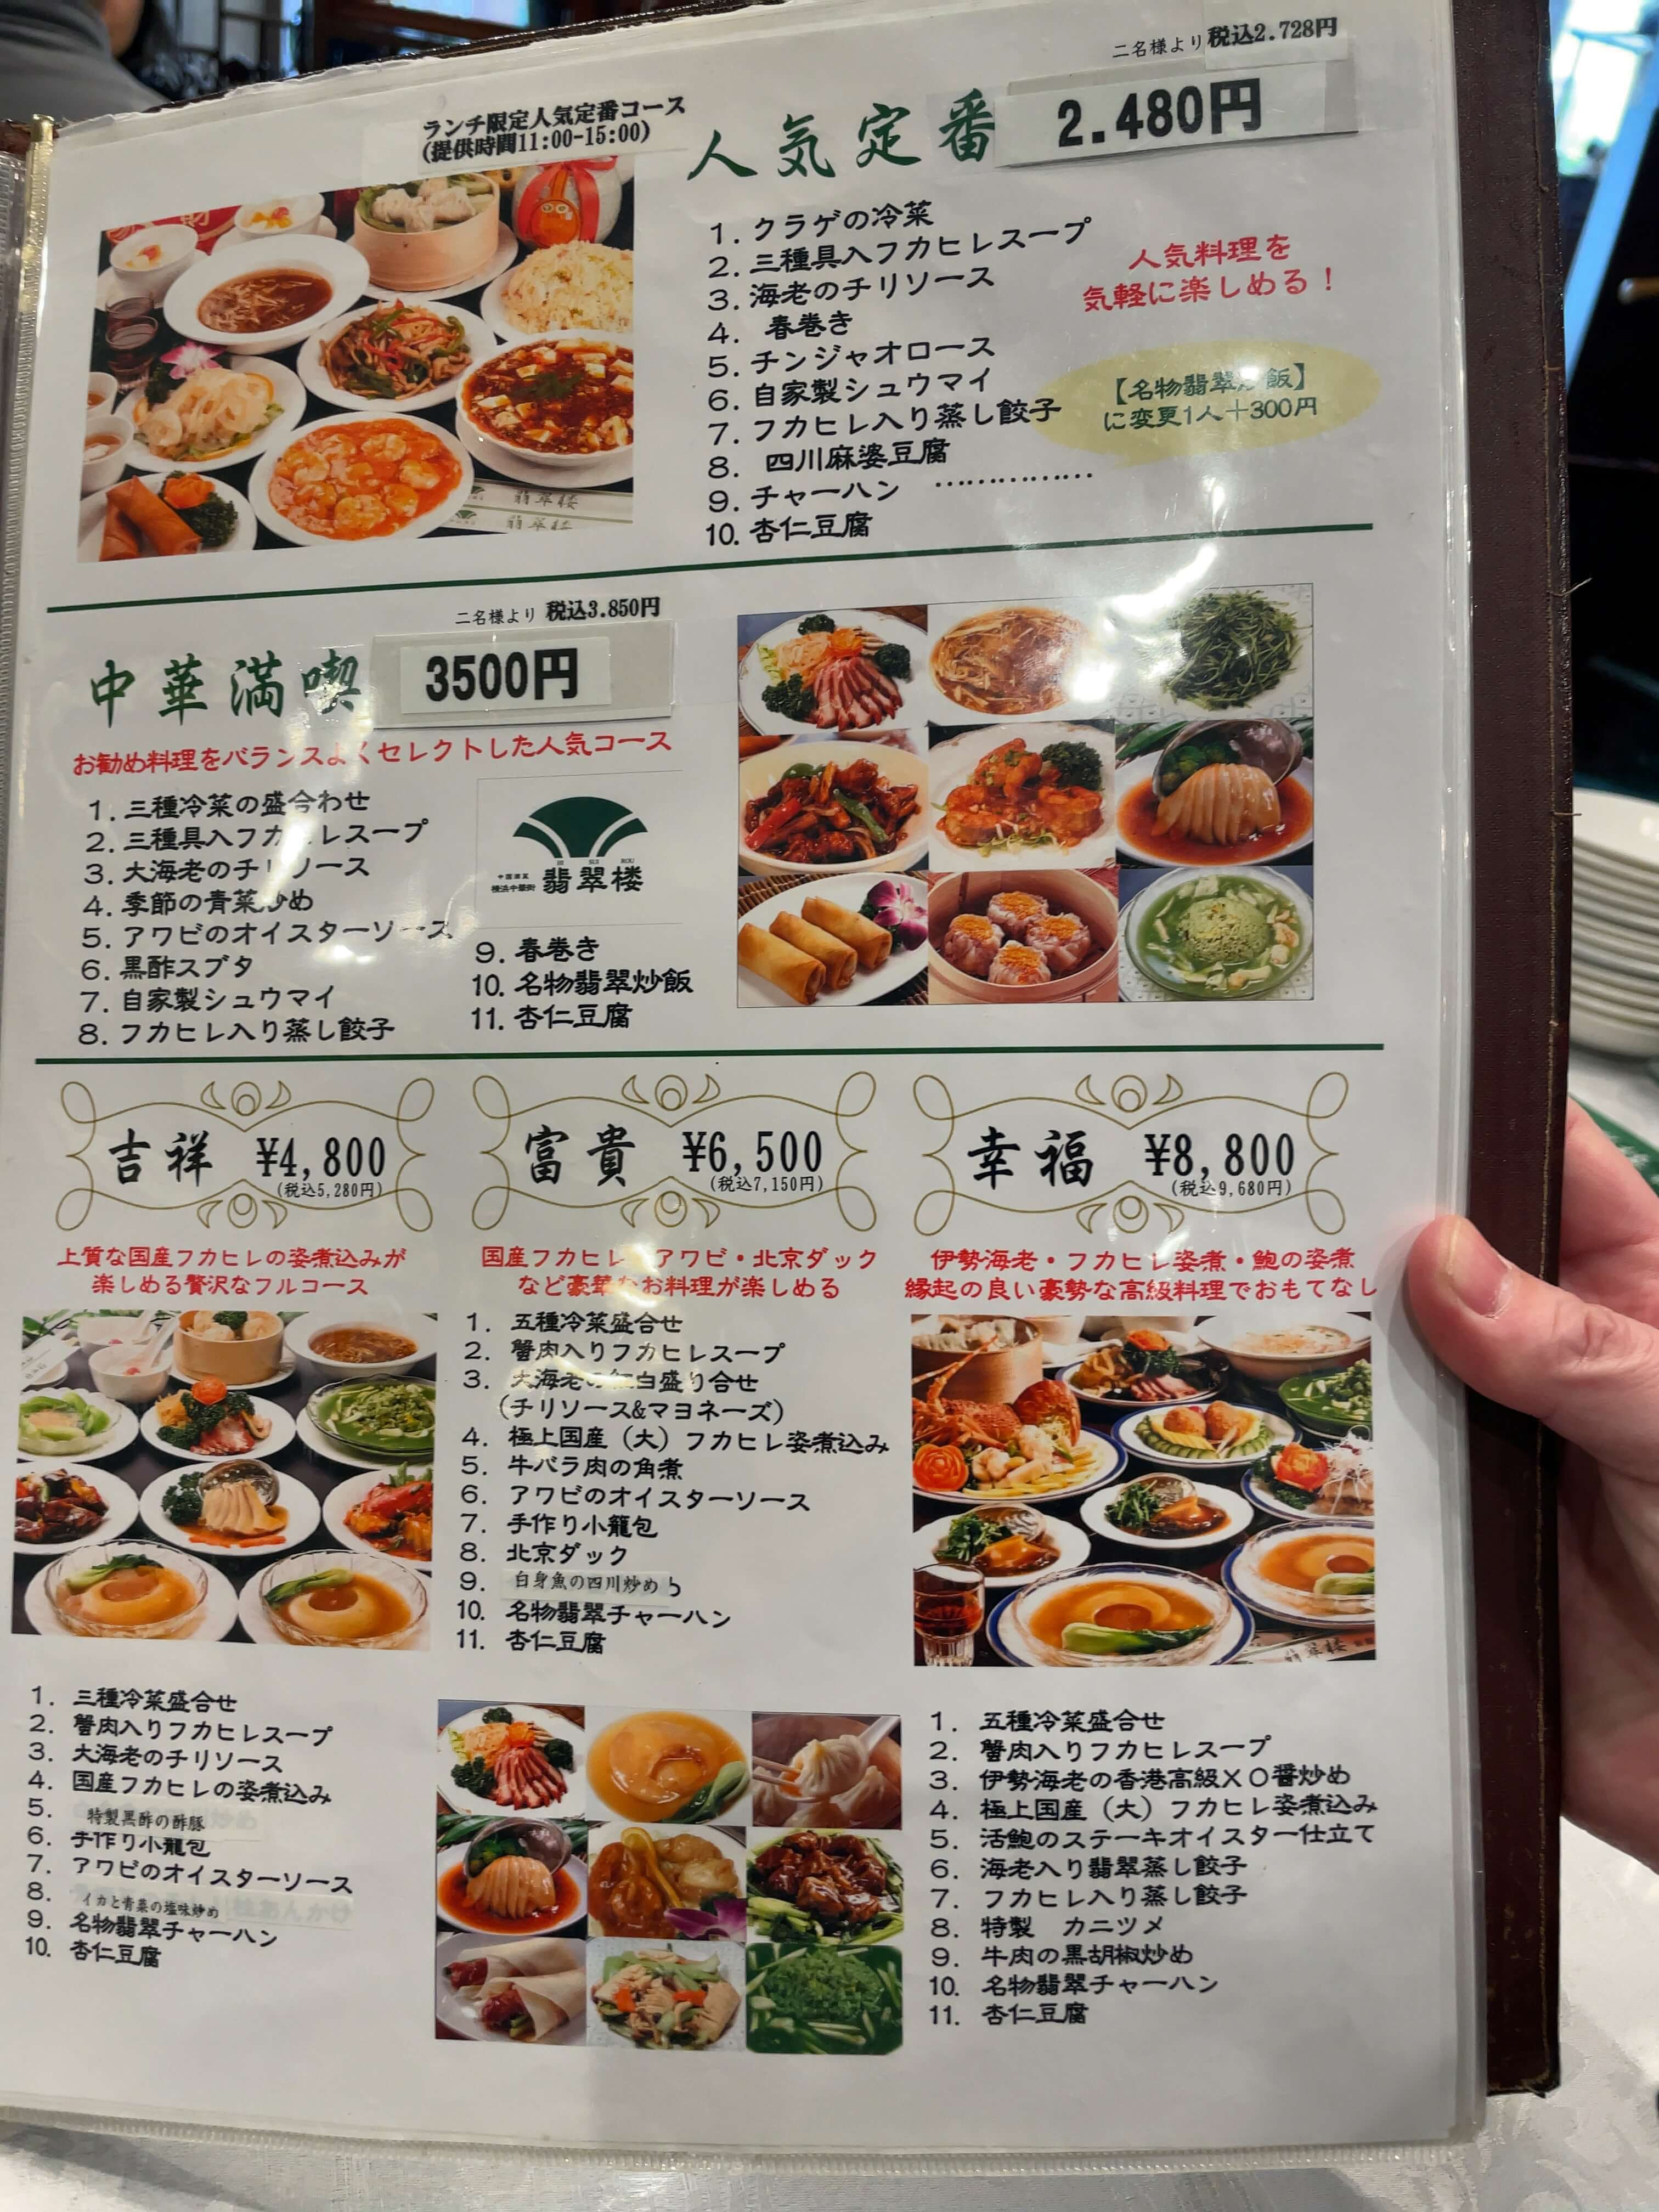 二名様より 税込2.728円
ランチ限定人気定番コース
(提供時間11:00-15:00)
人気定番 2.480円
1. クラゲの冷菜
2. 三種具入フカヒレスープ
3. 海老のチリソース
4. 春巻き
5. チンジャオロース
6. 自家製シュウマイ
7. フカヒレ入り蒸し餃子
8. 四川麻婆豆腐
9. チャーハン ……………
10. 杏仁豆腐
人気料理を
気軽に楽しめる！
【名物翡翠炒飯】
に変更1人＋300円
二名様より 税込3.850円
中華満喫 3500円
お勧め料理をバランスよくセレクトした人気コース
1. 三種冷菜の盛合わせ
2. 三種具入フカヒレスープ
3. 大海老のチリソース
4. 季節の青菜炒め
5. アワビのオイスターソース
6. 黒酢スブタ
7. 自家製シュウマイ
8. フカヒレ入り蒸し餃子
HI SUI ROU
横浜中華街 翡翠楼
9. 春巻き
10. 名物翡翠炒飯
11. 杏仁豆腐
吉祥 ¥4,800
(税込5,280円)
上質な国産フカヒレの姿煮込みが
楽しめる贅沢なフルコース
1. 三種冷菜盛合せ
2. 蟹肉入りフカヒレスープ
3. 大海老のチリソース
4. 国産フカヒレの姿煮込み
5. 特製黒酢の酢豚
6. 手作り小籠包
7. アワビのオイスターソース
8. イカと青菜の塩味炒め
9. 名物翡翠チャーハン
10. 杏仁豆腐
富貴 ¥6,500
(税込7,150円)
国産フカヒレ アワビ・北京ダック
など豪華なお料理が楽しめる
1. 五種冷菜盛合せ
2. 蟹肉入りフカヒレスープ
3. 大海老の紅白盛り合せ
(チリソース&マヨネーズ)
4. 極上国産（大）フカヒレ姿煮込み
5. 牛バラ肉の角煮
6. アワビのオイスターソース
7. 手作り小籠包
8. 北京ダック
9. 白身魚の四川炒め
10. 名物翡翠チャーハン
11. 杏仁豆腐
幸福 ¥8,800
(税込9,680円)
伊勢海老・フカヒレ姿煮・鮑の姿煮
縁起の良い豪勢な高級料理でおもてなし
1. 五種冷菜盛合せ
2. 蟹肉入りフカヒレスープ
3. 伊勢海老の香港高級ＸＯ醤炒め
4. 極上国産（大）フカヒレ姿煮込み
5. 活鮑のステーキオイスター仕立て
6. 海老入り翡翠蒸し餃子
7. フカヒレ入り蒸し餃子
8. 特製 カニツメ
9. 牛肉の黒胡椒炒め
10. 名物翡翠チャーハン
11. 杏仁豆腐